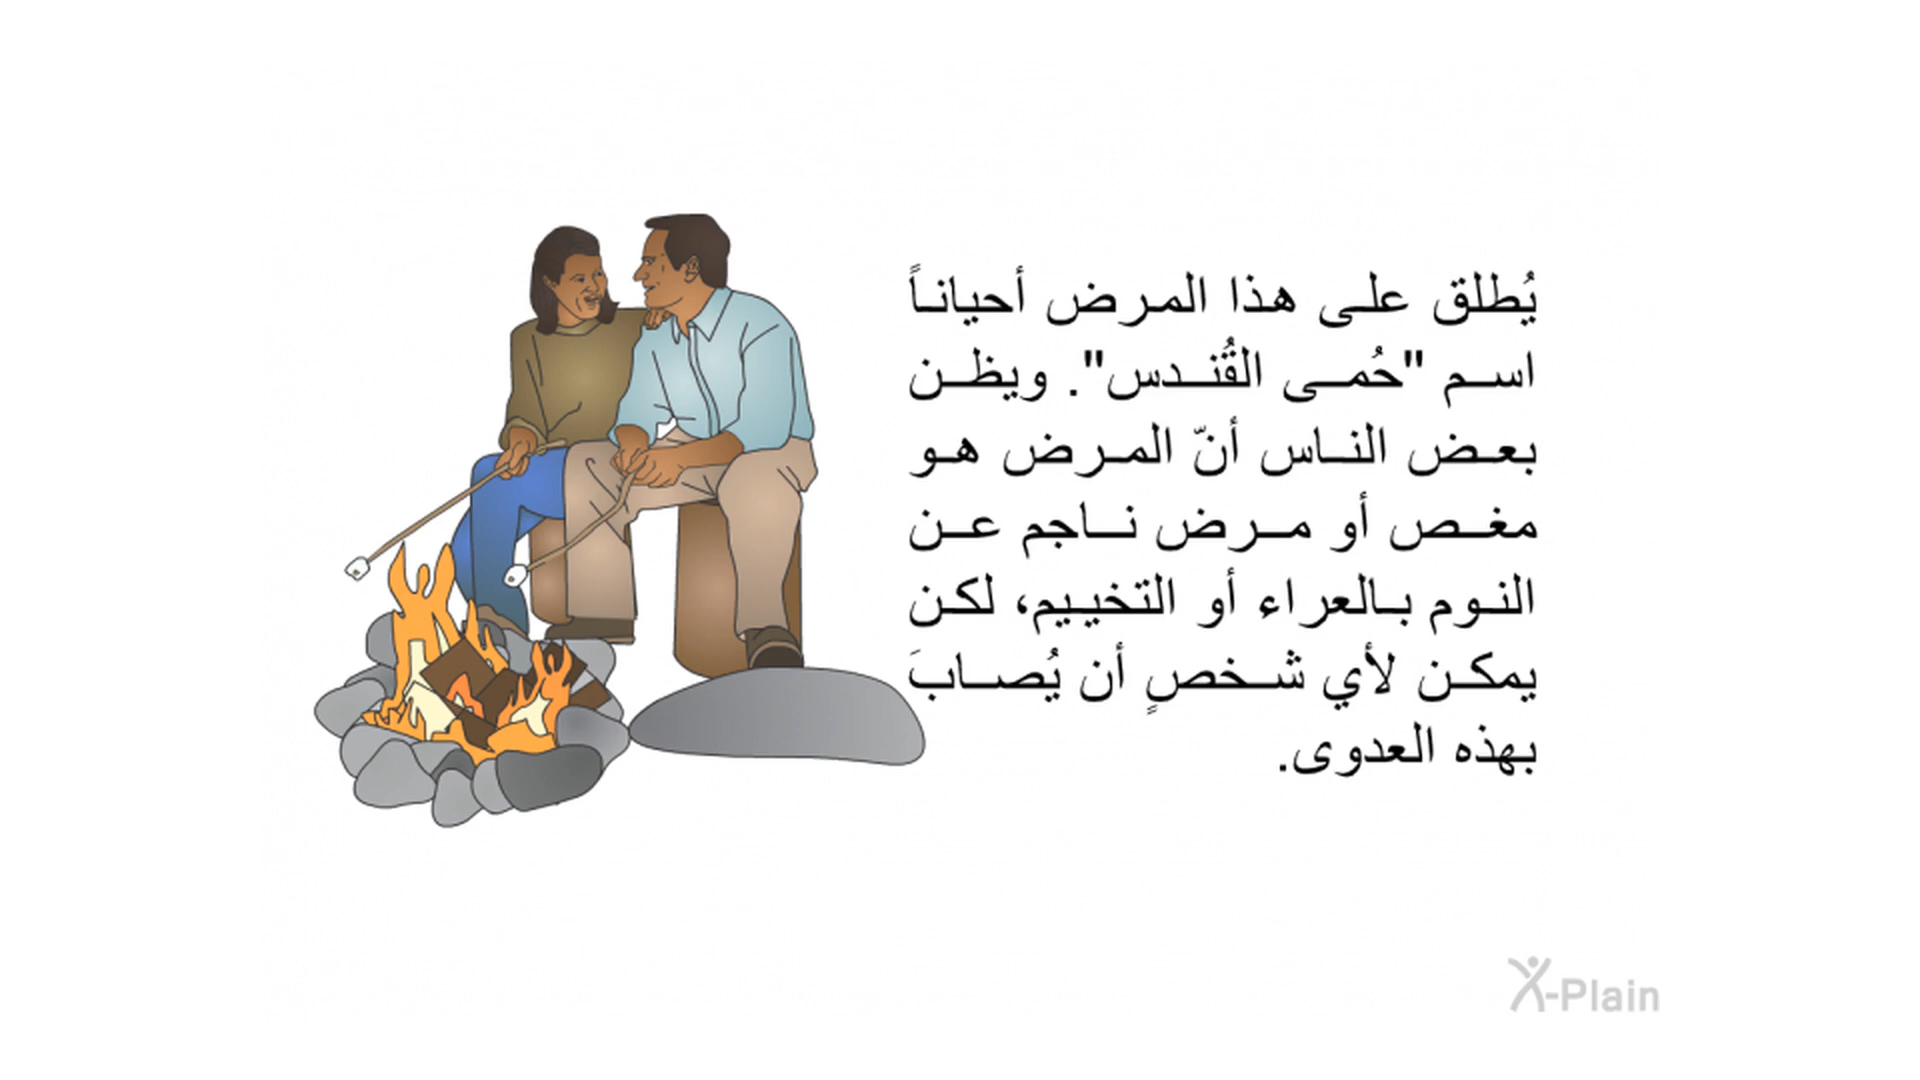 يُطلق على هذا المرض أحياناً
اسم "حُمى القُندس". ويظن
بعض الناس أنّ المرض هو
مغص أو مرض ناجم عن
النوم بالعراء أو التخييم، لكن
يمكن لأي شخصٍ أن يُصابَ
بهذه العدوى.
X-Plain